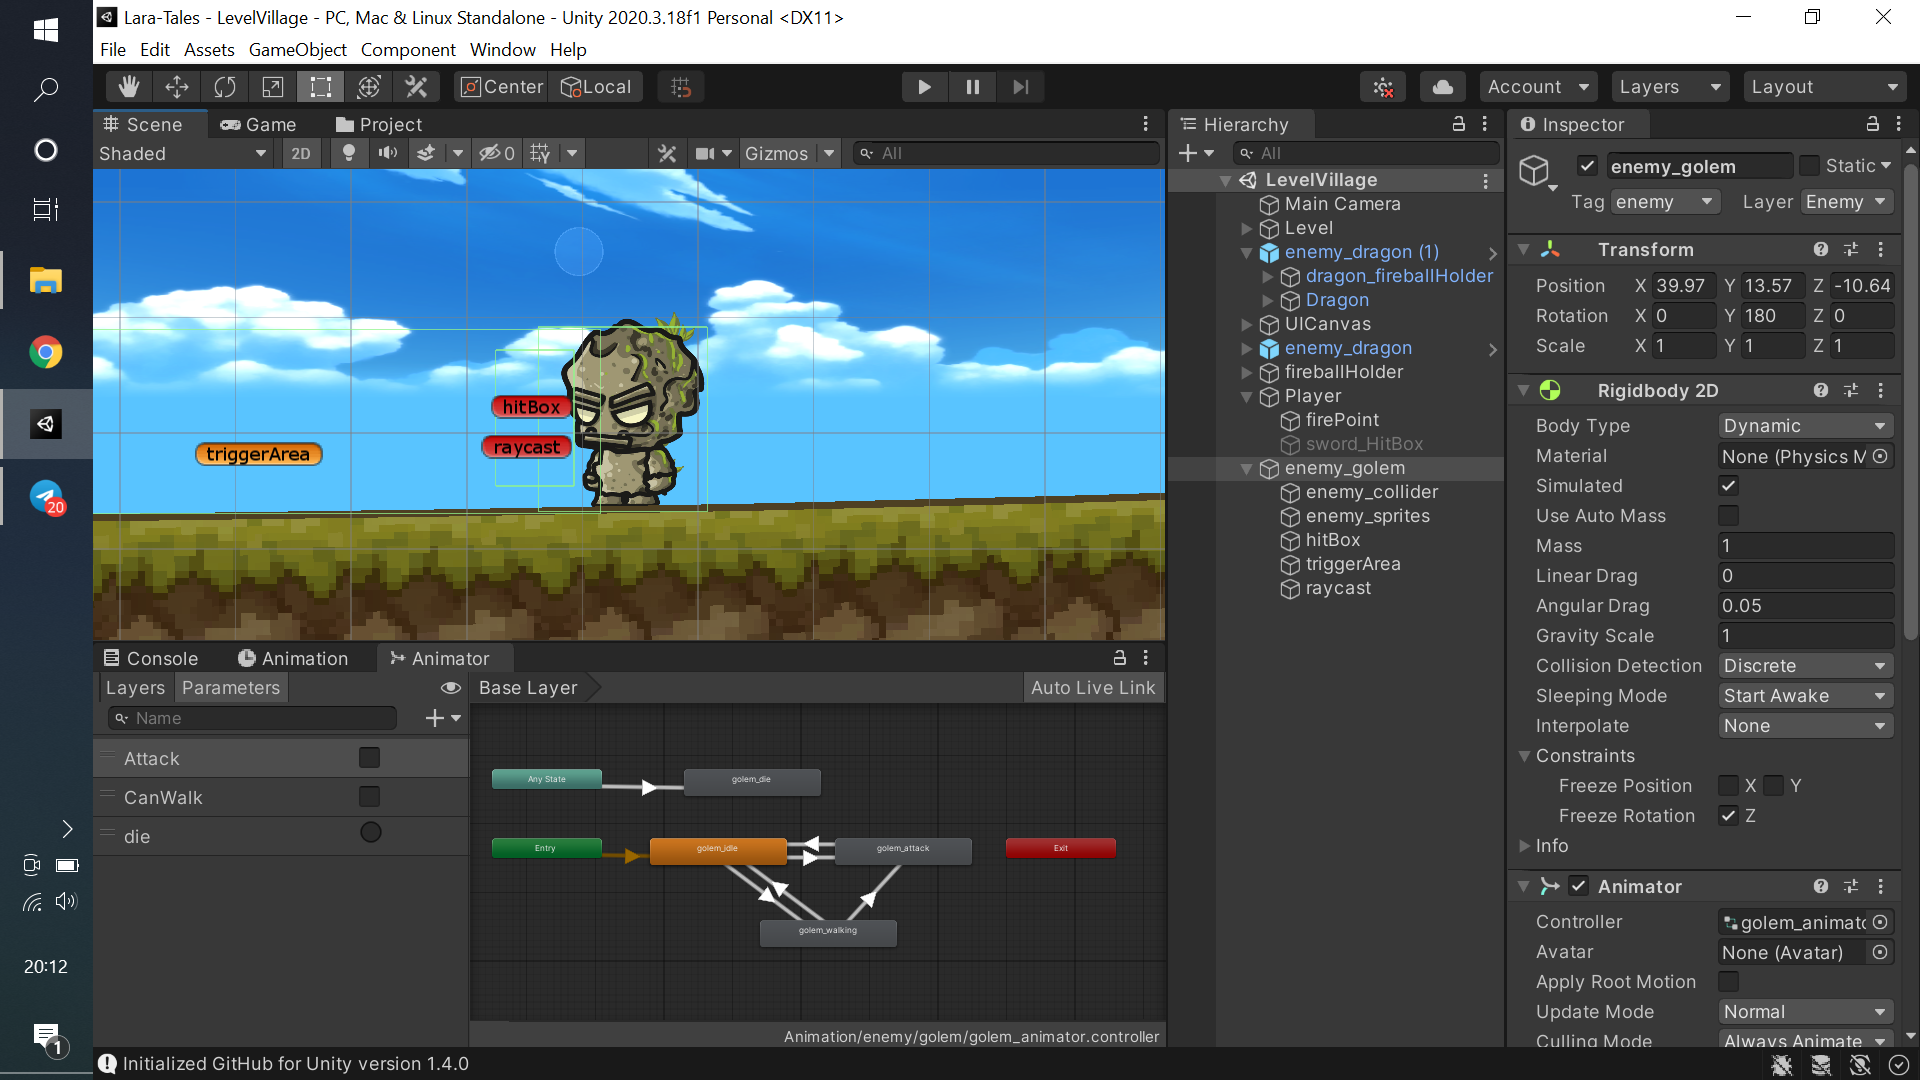 Lara-Tales - LevelVillage - PC, Mac & Linux Standalone - Unity 2020.3.18f1 Personal <DX11>
File Edit Assets GameObject Component Window Help
Center Local Account Layers Layout
Scene Game Project
Shaded 2D 0 Gizmos All
hitBox
raycast
triggerArea
Hierarchy
All
LevelVillage
Main Camera
Level
enemy_dragon (1)
dragon_fireballHolder
Dragon
UICanvas
enemy_dragon
fireballHolder
Player
firePoint
sword_HitBox
enemy_golem
enemy_collider
enemy_sprites
hitBox
triggerArea
raycast
Inspector
enemy_golem Static
Tag enemy Layer Enemy
Transform
Position X 39.97 Y 13.57 Z -10.64
Rotation X 0 Y 180 Z 0
Scale X 1 Y 1 Z 1
Rigidbody 2D
Body Type Dynamic
Material None (Physics M
Simulated
Use Auto Mass
Mass 1
Linear Drag 0
Angular Drag 0.05
Gravity Scale 1
Collision Detection Discrete
Sleeping Mode Start Awake
Interpolate None
Constraints
Freeze Position X Y
Freeze Rotation Z
Info
Animator
Controller golem_animato
Avatar None (Avatar)
Apply Root Motion
Update Mode Normal
Culling Mode Always Animate
Console Animation Animator
Layers Parameters Base Layer Auto Live Link
Name
Attack
CanWalk
die
Any State golem_die
Entry golem_idle golem_attack Exit
golem_walking
Animation/enemy/golem/golem_animator.controller
Initialized GitHub for Unity version 1.4.0
20
20:12
1